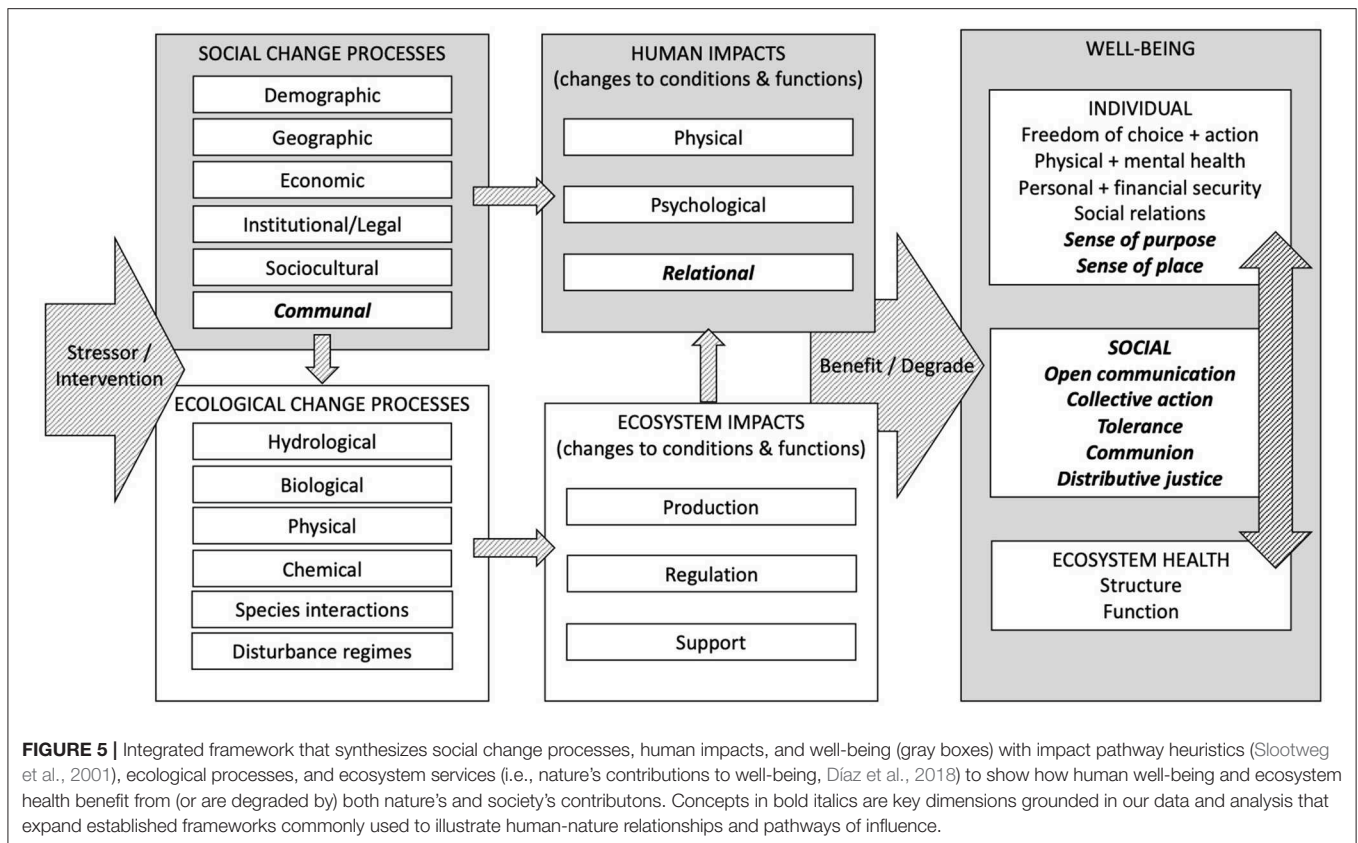 SOCIAL CHANGE PROCESSES
Demographic
Geographic
Economic
Institutional/Legal
Sociocultural
Communal
HUMAN IMPACTS
(changes to conditions & functions)
Physical
Psychological
Relational
WELL-BEING
INDIVIDUAL
Freedom of choice + action
Physical + mental health
Personal + financial security
Social relations
Sense of purpose
Sense of place
Stressor /
Intervention
Benefit / Degrade
SOCIAL
Open communication
Collective action
Tolerance
Communion
Distributive justice
ECOLOGICAL CHANGE PROCESSES
Hydrological
Biological
Physical
Chemical
Species interactions
Disturbance regimes
ECOSYSTEM IMPACTS
(changes to conditions & functions)
Production
Regulation
Support
ECOSYSTEM HEALTH
Structure
Function
FIGURE 5 | Integrated framework that synthesizes social change processes, human impacts, and well-being (gray boxes) with impact pathway heuristics (Slootweg
et al., 2001), ecological processes, and ecosystem services (i.e., nature's contributions to well-being, Díaz et al., 2018) to show how human well-being and ecosystem
health benefit from (or are degraded by) both nature's and society's contributons. Concepts in bold italics are key dimensions grounded in our data and analysis that
expand established frameworks commonly used to illustrate human-nature relationships and pathways of influence.